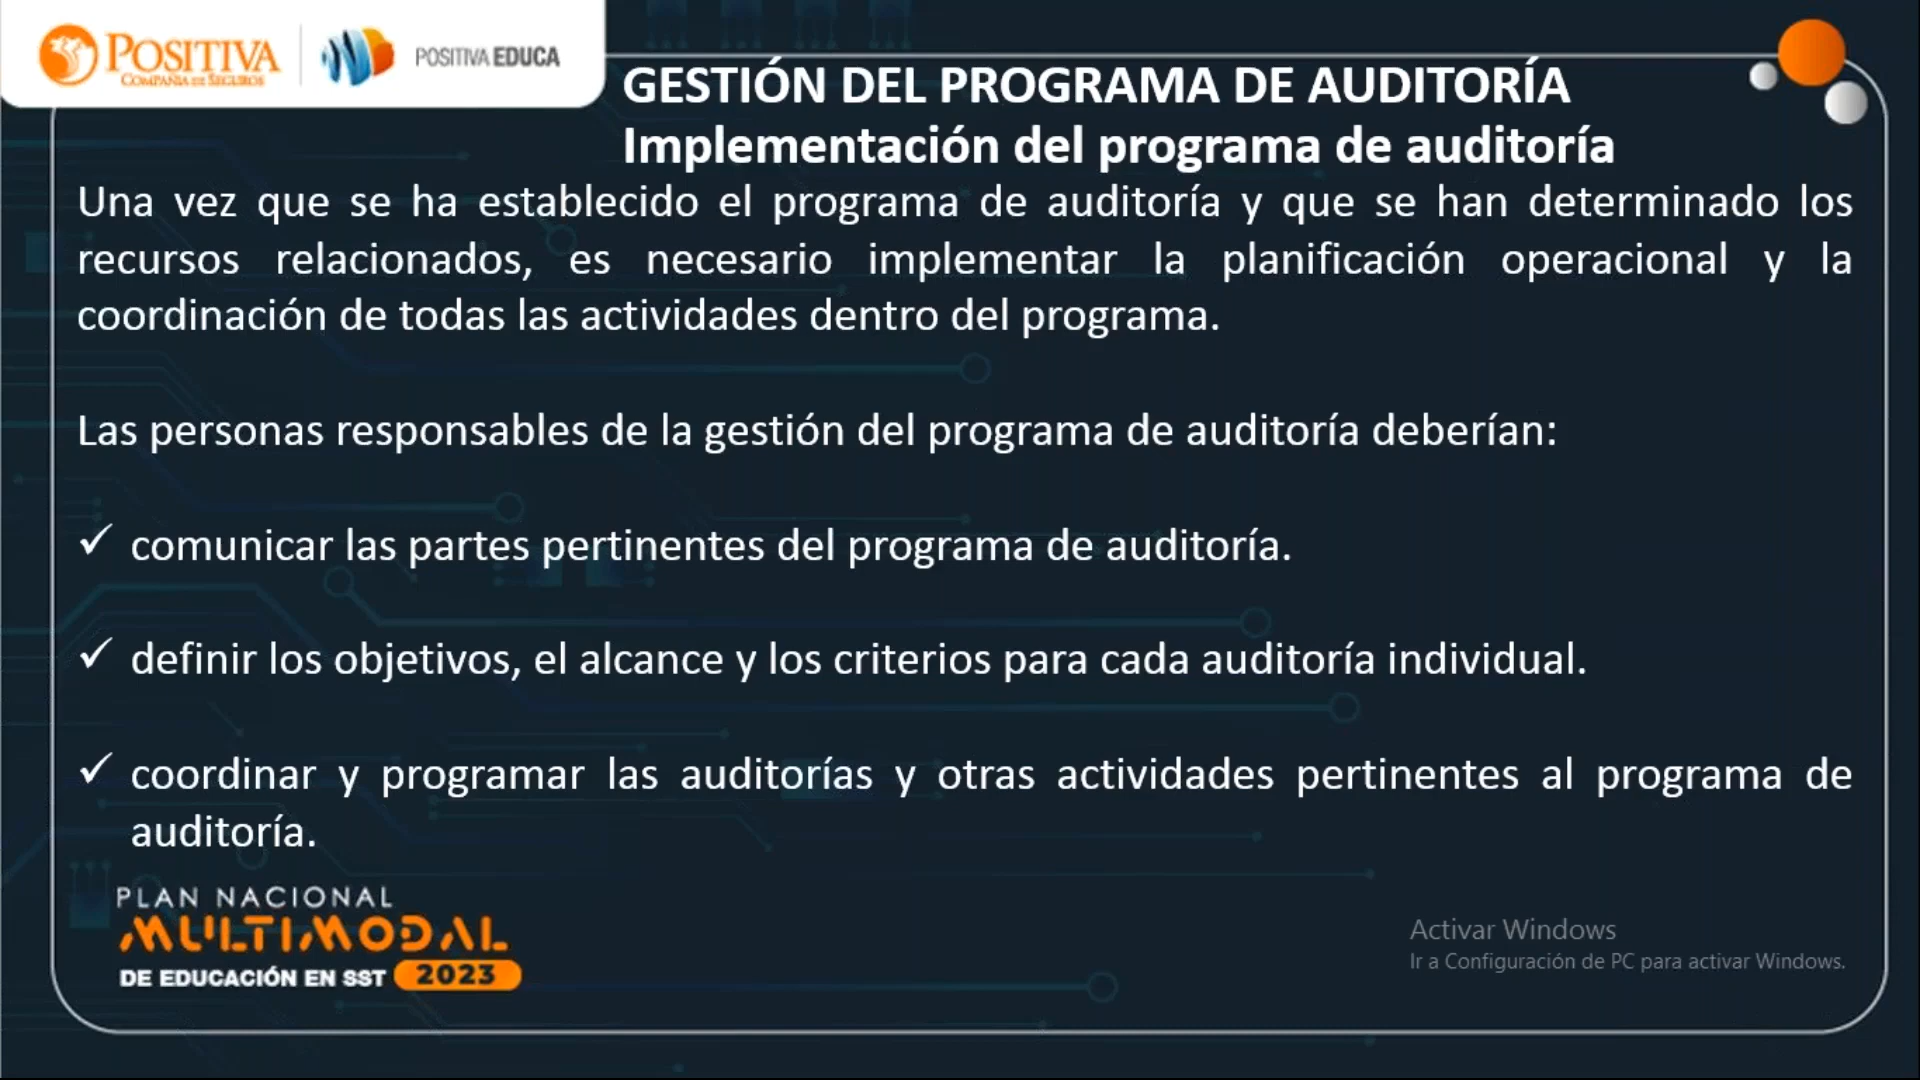 POSITIVA
COMPAÑIA DE SEGUROS
POSITIVA EDUCA
GESTIÓN DEL PROGRAMA DE AUDITORÍA
Implementación del programa de auditoría
Una vez que se ha establecido el programa de auditoría y que se han determinado los
recursos relacionados, es necesario implementar la planificación operacional y la
coordinación de todas las actividades dentro del programa.
Las personas responsables de la gestión del programa de auditoría deberían:
✓ comunicar las partes pertinentes del programa de auditoría.
✓ definir los objetivos, el alcance y los criterios para cada auditoría individual.
✓ coordinar y programar las auditorías y otras actividades pertinentes al programa de
auditoría.
PLAN NACIONAL
MULTIMODAL
DE EDUCACIÓN EN SST 2023
Activar Windows
Ir a Configuración de PC para activar Windows.